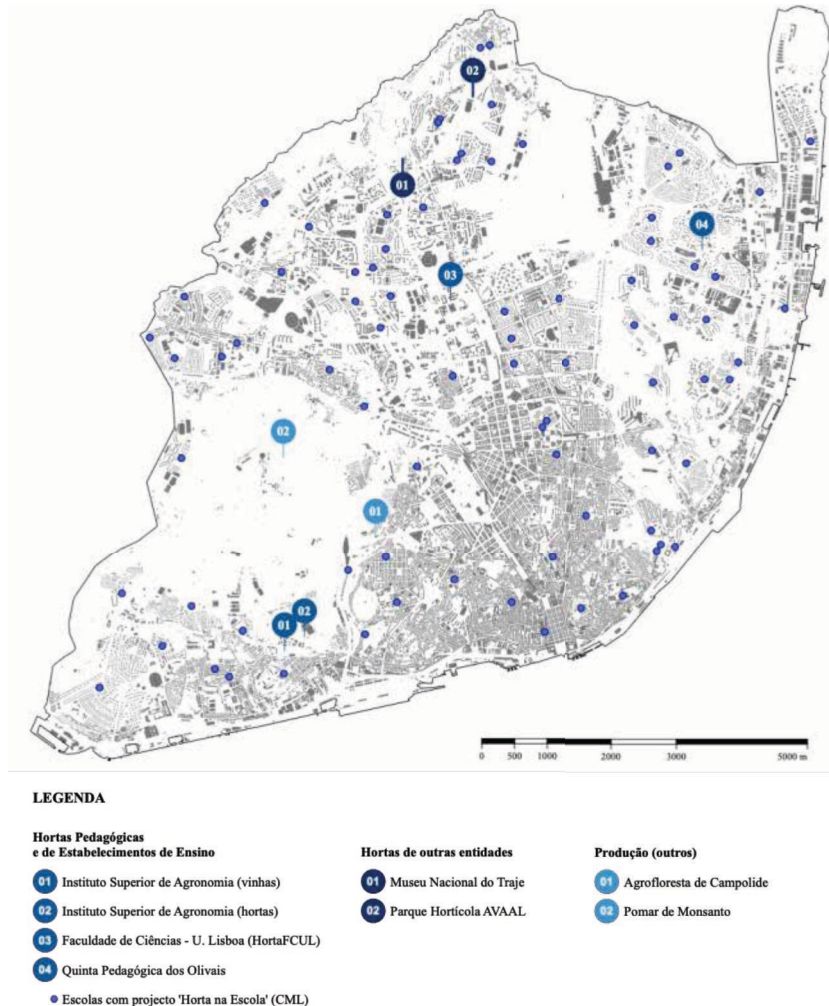 02
01
04
03
02
01
02
01
0 500 1000 2000 3000 5000 m
LEGENDA
Hortas Pedagógicas
e de Estabelecimentos de Ensino
01 Instituto Superior de Agronomia (vinhas)
02 Instituto Superior de Agronomia (hortas)
03 Faculdade de Ciências - U. Lisboa (HortaFCUL)
04 Quinta Pedagógica dos Olivais
Escolas com projecto 'Horta na Escola' (CML)
Hortas de outras entidades
01 Museu Nacional do Traje
02 Parque Hortícola AVAAL
Produção (outros)
01 Agrofloresta de Campolide
02 Pomar de Monsanto